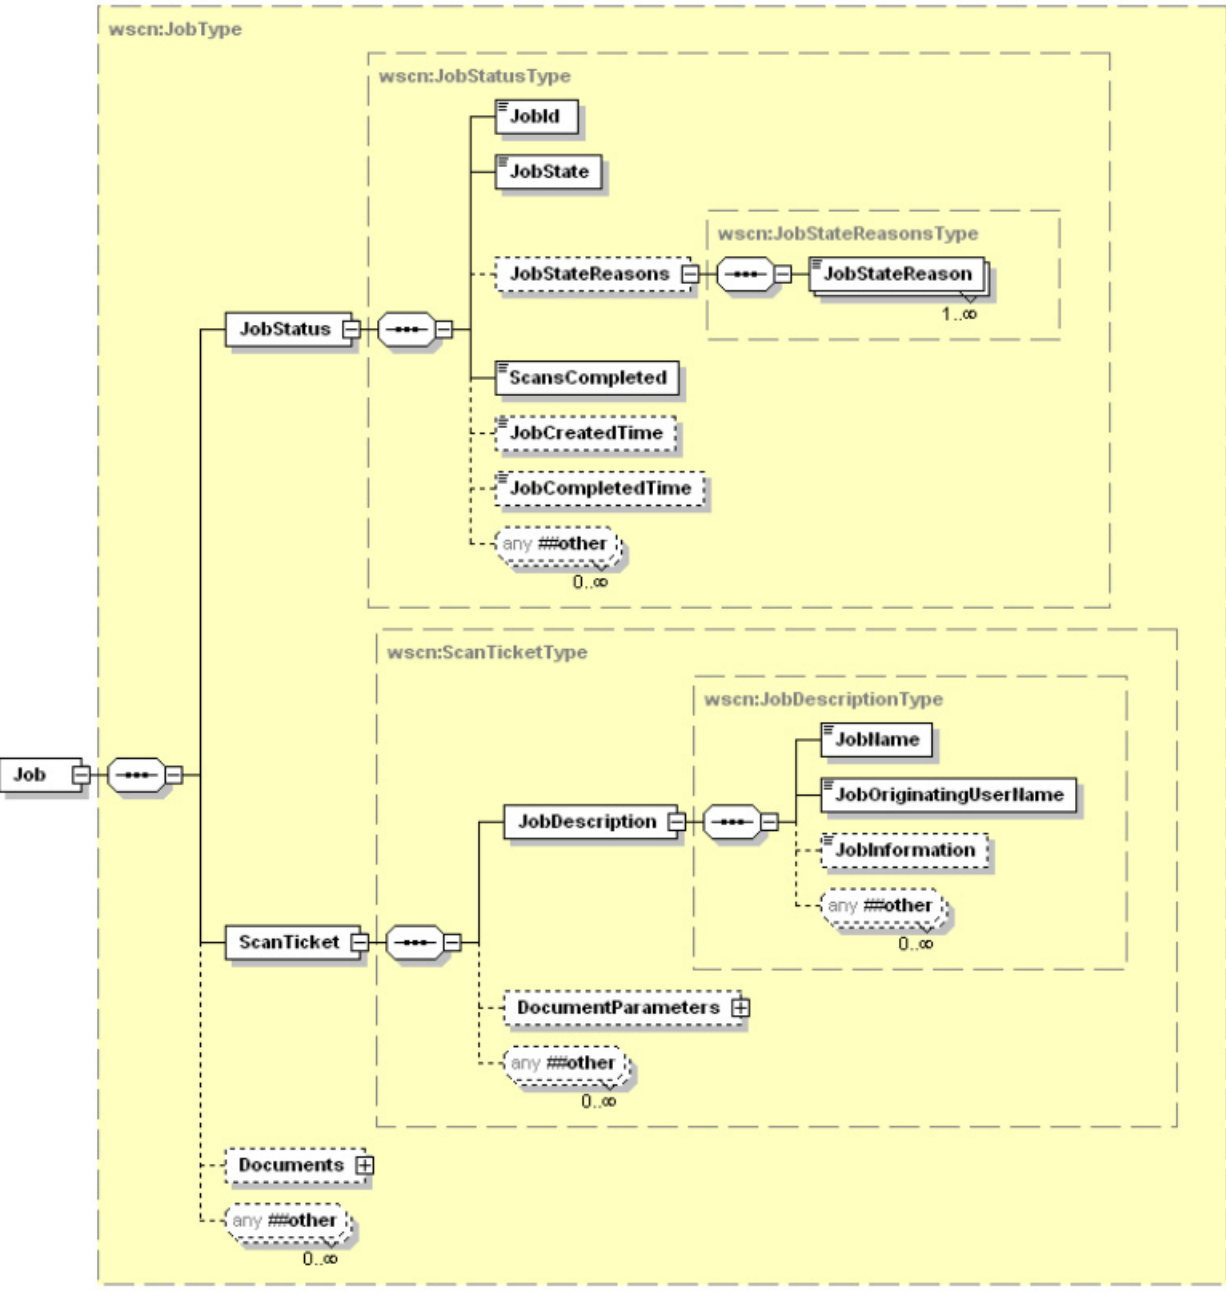 wscn:JobType
wscn:JobStatusType
JobId
JobState
wscn:JobStateReasonsType
JobStateReasons
JobStateReason
1..∞
JobStatus
ScansCompleted
JobCreatedTime
JobCompletedTime
any ##other
0..∞
wscn:ScanTicketType
wscn:JobDescriptionType
JobName
Job
JobOriginatingUserName
JobDescription
JobInformation
any ##other
0..∞
ScanTicket
DocumentParameters
any ##other
0..∞
Documents
any ##other
0..∞